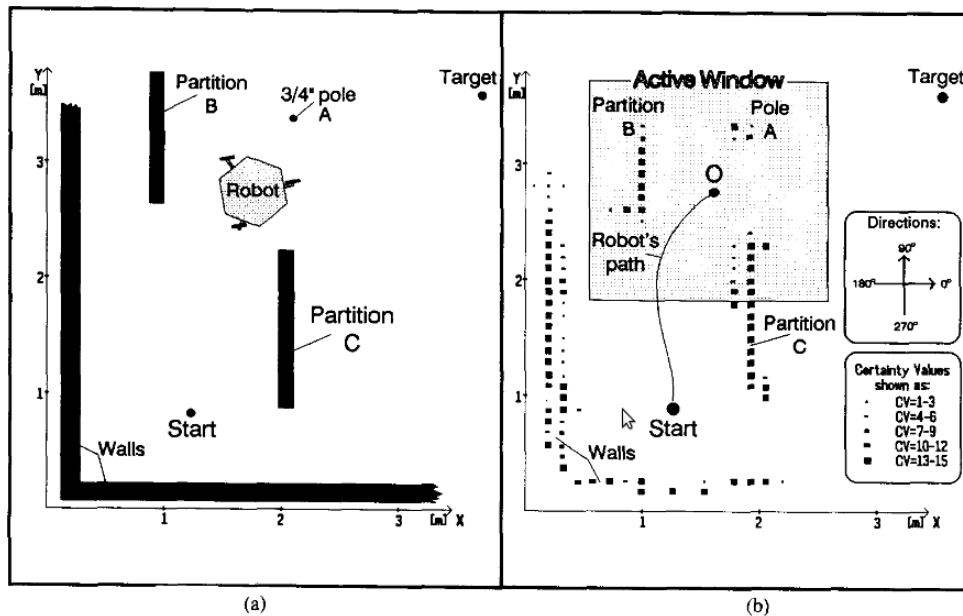 Y
[m]
Partition
B
3/4" pole
A
Target
3
Robot
2
Partition
C
1
Start
Walls
1
2
3
[m] X
(a)
Y
[m]
Active Window
Target
Partition
B
Pole
A
3
O
Robot's
path
2
Directions:
90°
180°
0°
270°
Partition
C
1
Start
Certainty Values
shown as:
CV=1-3
CV=4-6
CV=7-9
CV=10-12
CV=13-15
Walls
1
2
3
[m] X
(b)